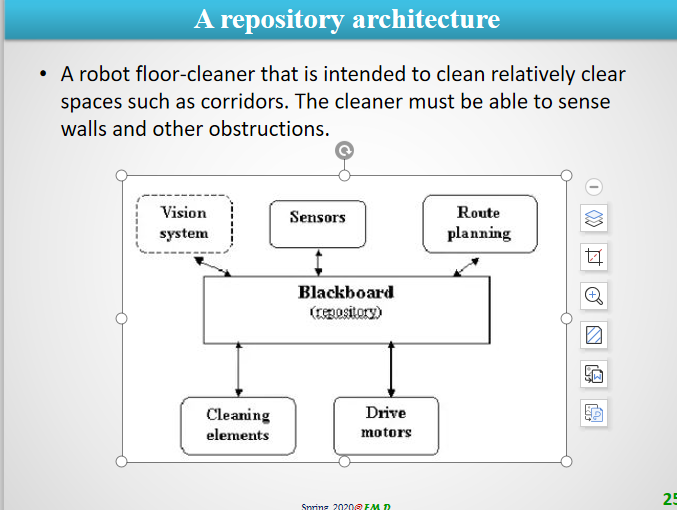 A repository architecture
• A robot floor-cleaner that is intended to clean relatively clear
spaces such as corridors. The cleaner must be able to sense
walls and other obstructions.
Vision
system
Sensors
Route
planning
Blackboard
(repository)
Cleaning
elements
Drive
motors
Spring 2020@FM.D
25